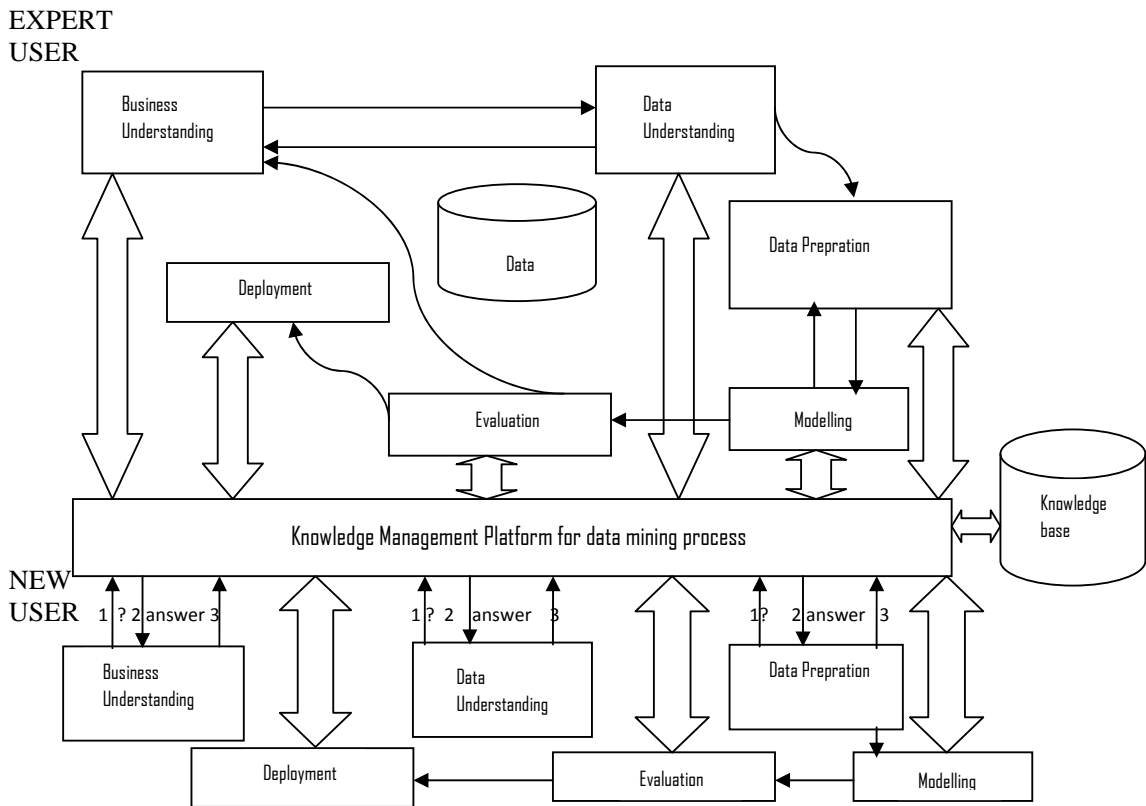 EXPERT
USER
Business
Understanding
Data
Understanding
Data Prepration
Data
Deployment
Evaluation
Modelling
Knowledge
base
Knowledge Management Platform for data mining process
NEW
USER
1 ? 2 answer 3
1 ? 2 answer 3
1? 2 answer 3
Business
Understanding
Data
Understanding
Data Prepration
Deployment
Evaluation
Modelling